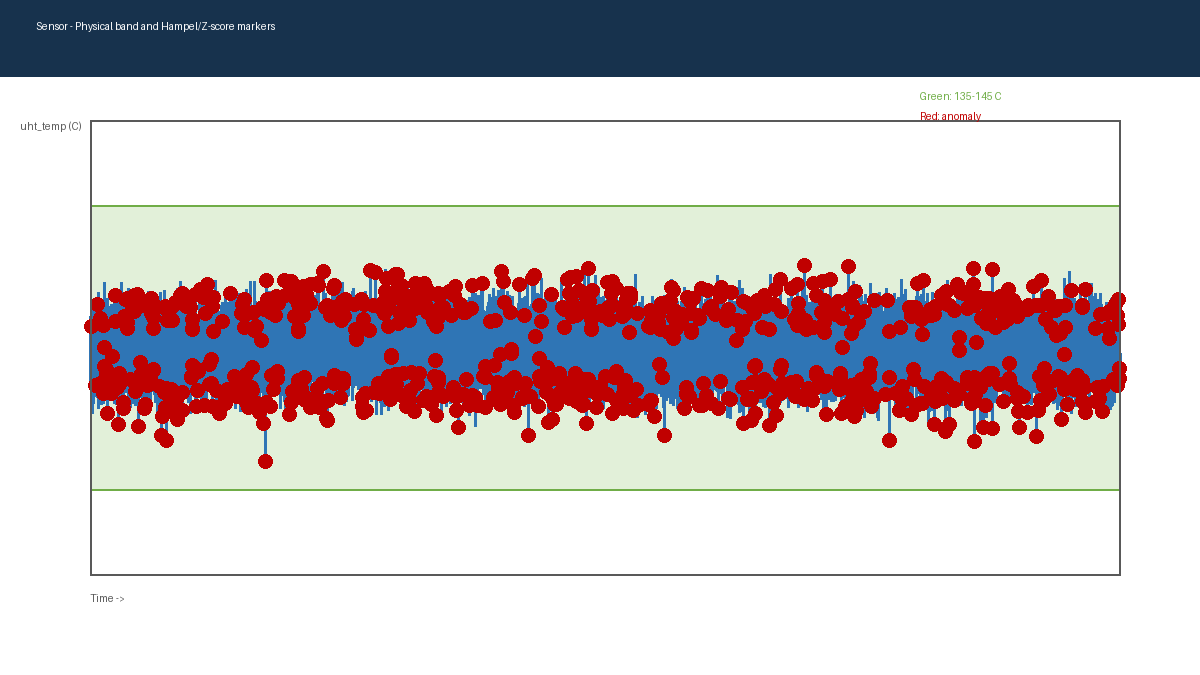 Sensor - Physical band and Hampel/Z-score markers
Green: 135-145 C
Red: anomaly
uht_temp (C)
Time ->